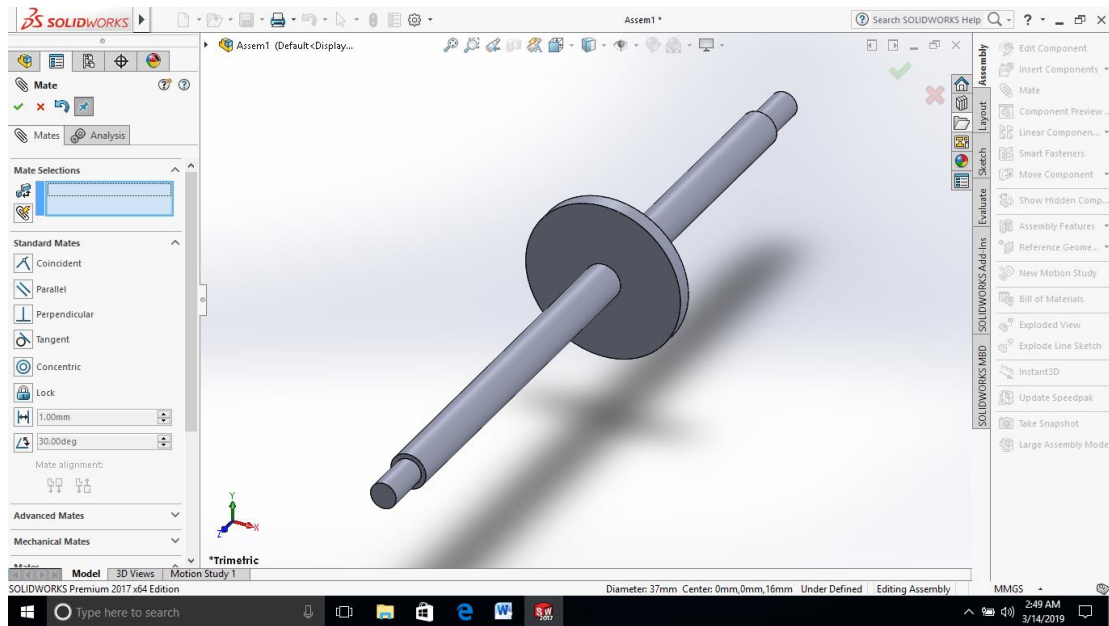 SOLIDWORKS
Assem1 *
Search SOLIDWORKS Help
?
Assem1 (Default<Display...
Mate
Mates
Analysis
Mate Selections
Standard Mates
Coincident
Parallel
Perpendicular
Tangent
Concentric
Lock
1.00mm
30.00deg
Mate alignment:
Advanced Mates
Mechanical Mates
Y
X
Z
*Trimetric
Assembly
Layout
Sketch
Evaluate
SOLIDWORKS Add-Ins
SOLIDWORKS MBD
Edit Component
Insert Components
Mate
Component Preview ..
Linear Componen...
Smart Fasteners
Move Component
Show Hidden Comp...
Assembly Features
Reference Geome...
New Motion Study
Bill of Materials
Exploded View
Explode Line Sketch
Instant3D
Update Speedpak
Take Snapshot
Large Assembly Mode
Model
3D Views
Motion Study 1
SOLIDWORKS Premium 2017 x64 Edition
Diameter: 37mm Center: 0mm,0mm,16mm Under Defined Editing Assembly MMGS
Type here to search
2:49 AM
3/14/2019